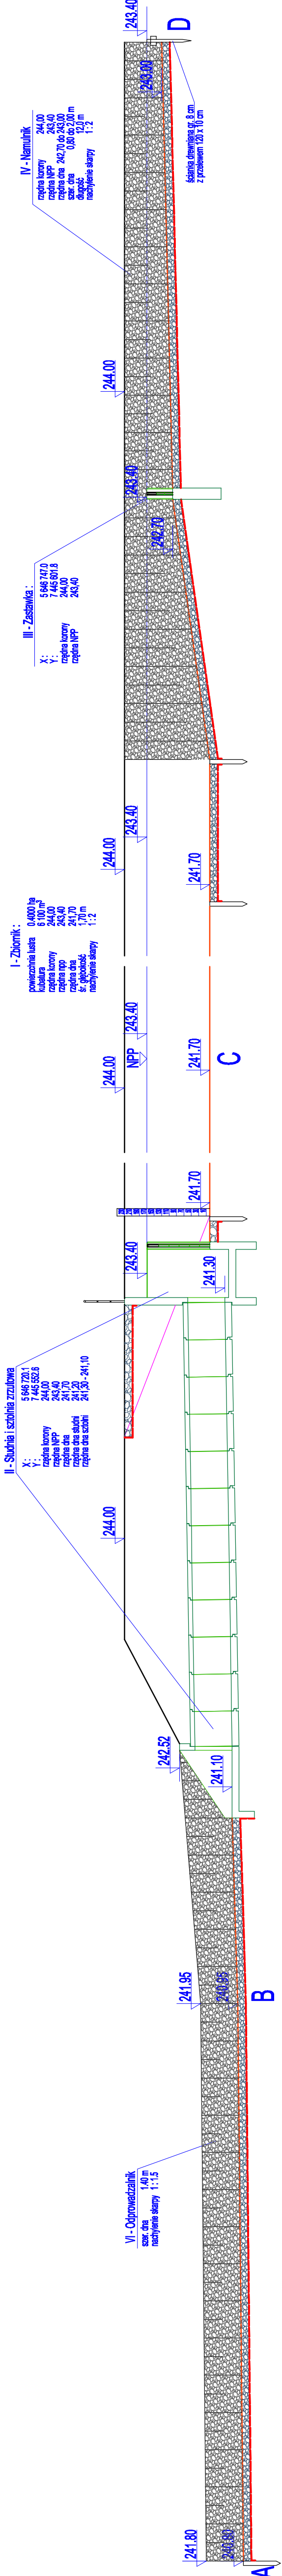 243.40
D
IV - Namulnik
rzędna korony 244,00
rzędna NPP 243,40
rzędna dna 242,70 do 243,00
szer. dna 0,80 do 2,00 m
długość 12,0 m
nachylenie skarpy 1 : 2
243.00
ścianka drewniana gr. 8 cm
z przelewem 120 x 10 cm
244.00
243.40
242.70
III - Zastawka :
X : 5 646 747,0
Y : 7 445 601,8
rzędna korony 244,00
rzędna NPP 243,40
244.00
243.40
241.70
I - Zbiornik :
powierzchnia lustra 0,4000 ha
kubatura 6 100 m³
rzędna korony 244,00
rzędna npp 243,40
rzędna dna 241,70
śr. głębokość 1,70 m
nachylenie skarpy 1 : 2
244.00
243.40
NPP
241.70
C
241.70
243.40
241.30
II - Studnia i sztolnia zrzutowa
X : 5 646 720,1
Y : 7 445 552,6
rzędna korony 244,00
rzędna NPP 243,40
rzędna dna 241,70
rzędna dna studni 241,20
rzędna dna sztolni 241,30 - 241,10
244.00
242.52
241.10
241.95
240.95
B
VI - Odprowadzalnik
szer. dna 1,40 m
nachylenie skarpy 1 : 1,5
241.80
240.80
A